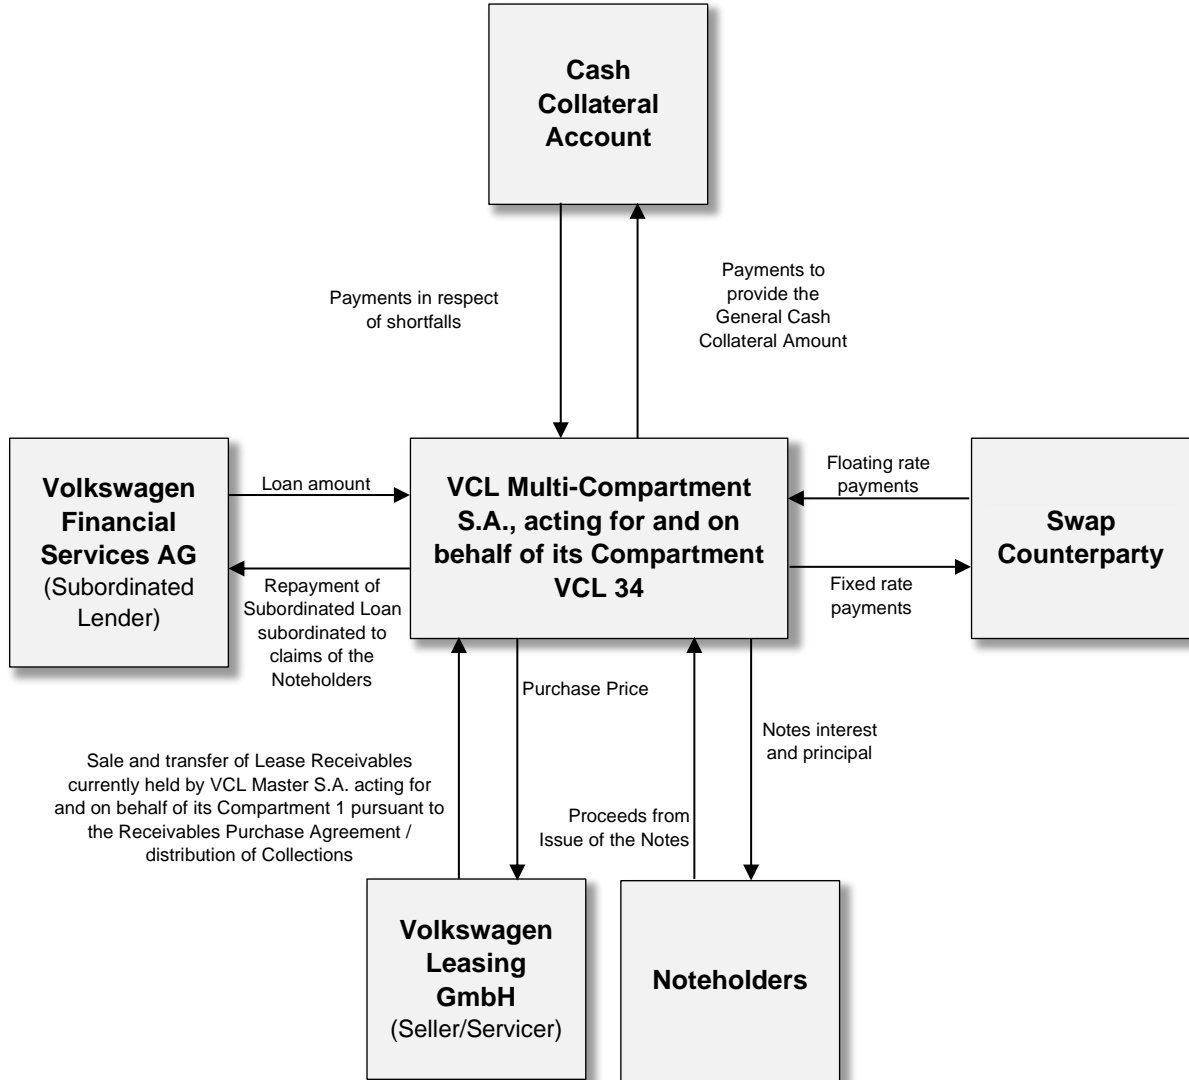 Cash
Collateral
Account
Payments in respect
of shortfalls
Payments to
provide the
General Cash
Collateral Amount
Volkswagen
Financial
Services AG
(Subordinated
Lender)
Loan amount
Repayment of
Subordinated Loan
subordinated to
claims of the
Noteholders
VCL Multi-Compartment
S.A., acting for and on
behalf of its Compartment
VCL 34
Floating rate
payments
Fixed rate
payments
Swap
Counterparty
Sale and transfer of Lease Receivables
currently held by VCL Master S.A. acting for
and on behalf of its Compartment 1 pursuant to
the Receivables Purchase Agreement /
distribution of Collections
Purchase Price
Proceeds from
Issue of the Notes
Notes interest
and principal
Volkswagen
Leasing
GmbH
(Seller/Servicer)
Noteholders